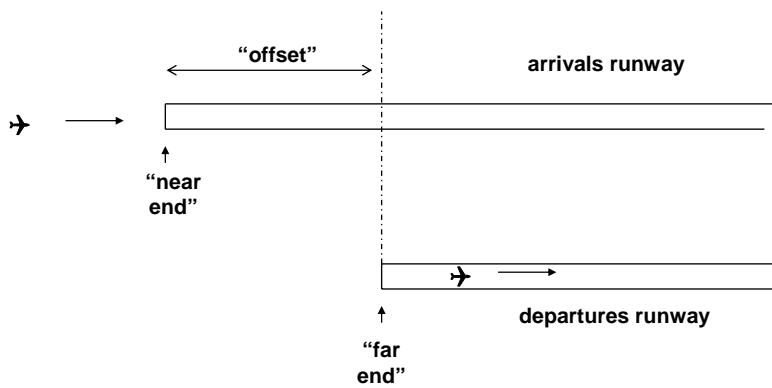 “offset”
arrivals runway
“near
end”
departures runway
“far
end”